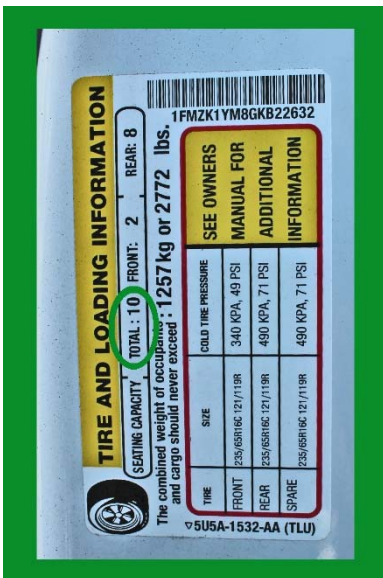 TIRE AND LOADING INFORMATION
SEATING CAPACITY TOTAL : 10 FRONT: 2 REAR: 8
The combined weight of occupants and cargo should never exceed : 1257 kg or 2772 lbs.
TIRE SIZE COLD TIRE PRESSURE
FRONT 235/65R16C 121/119R 340 KPA, 49 PSI
REAR 235/65R16C 121/119R 490 KPA, 71 PSI
SPARE 235/65R16C 121/119R 490 KPA, 71 PSI
SEE OWNERS
MANUAL FOR
ADDITIONAL
INFORMATION
5U5A-1532-AA (TLU)
1FMZK1YM8GKB22632